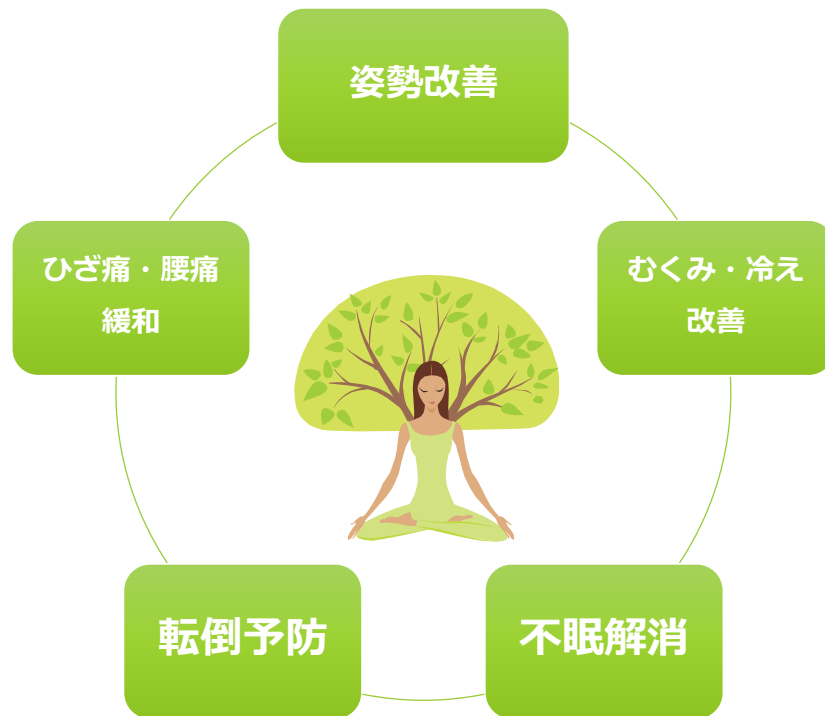 姿勢改善
ひざ痛・腰痛
緩和
むくみ・冷え
改善
転倒予防
不眠解消